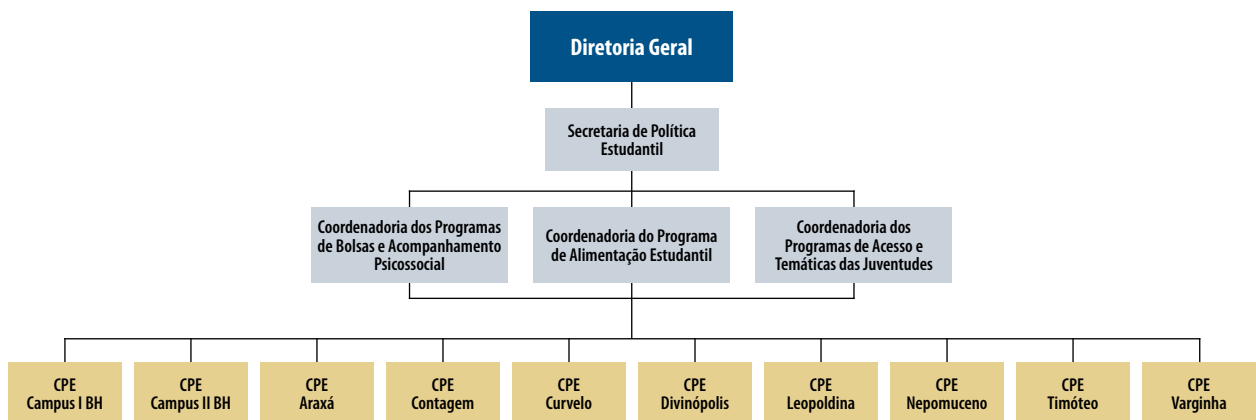 Diretoria Geral
Secretaria de Política
Estudantil
Coordenadoria dos Programas
de Bolsas e Acompanhamento
Psicossocial
Coordenadoria do Programa
de Alimentação Estudantil
Coordenadoria dos
Programas de Acesso e
Temáticas das Juventudes
CPE
Campus I BH
CPE
Campus II BH
CPE
Araxá
CPE
Contagem
CPE
Curvelo
CPE
Divinópolis
CPE
Leopoldina
CPE
Nepomuceno
CPE
Timóteo
CPE
Varginha